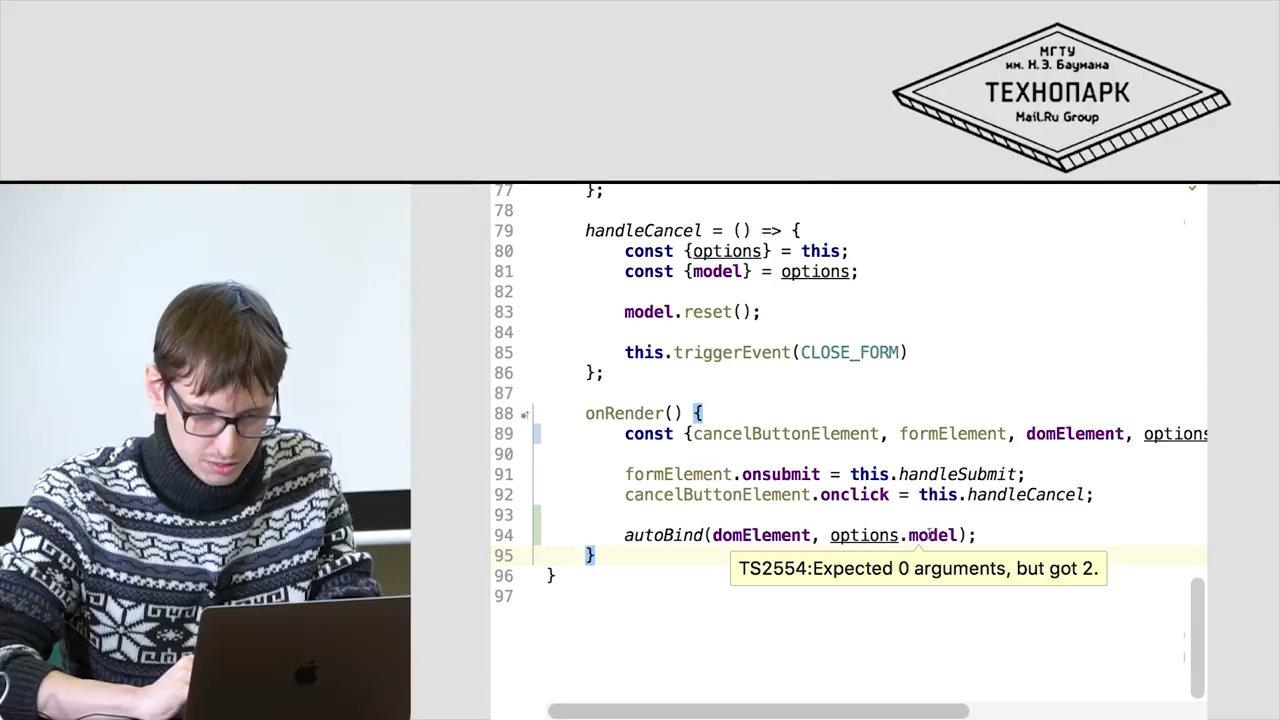 МГТУ
им. Н.Э. Баумана
ТЕХНОПАРК
Mail.Ru Group
77 };
78
79 handleCancel = () => {
80 const {options} = this;
81 const {model} = options;
82
83 model.reset();
84
85 this.triggerEvent(CLOSE_FORM)
86 };
87
88 onRender() {
89 const {cancelButtonElement, formElement, domElement, options
90
91 formElement.onsubmit = this.handleSubmit;
92 cancelButtonElement.onclick = this.handleCancel;
93
94 autoBind(domElement, options.model);
95 }
TS2554:Expected 0 arguments, but got 2.
96 }
97